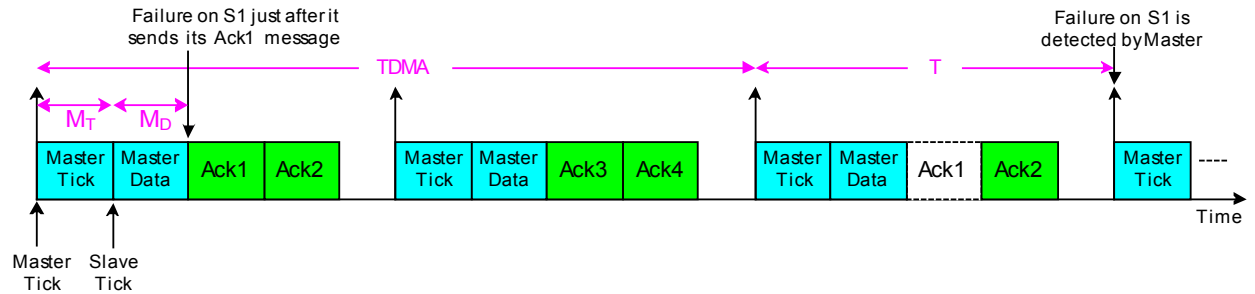 Failure on S1 just after it
sends its Ack1 message
Failure on S1 is
detected by Master
TDMA
T
MT
MD
Master
Tick
Master
Data
Ack1
Ack2
Master
Tick
Master
Data
Ack3
Ack4
Master
Tick
Master
Data
Ack1
Ack2
Master
Tick
Time
Master
Tick
Slave
Tick